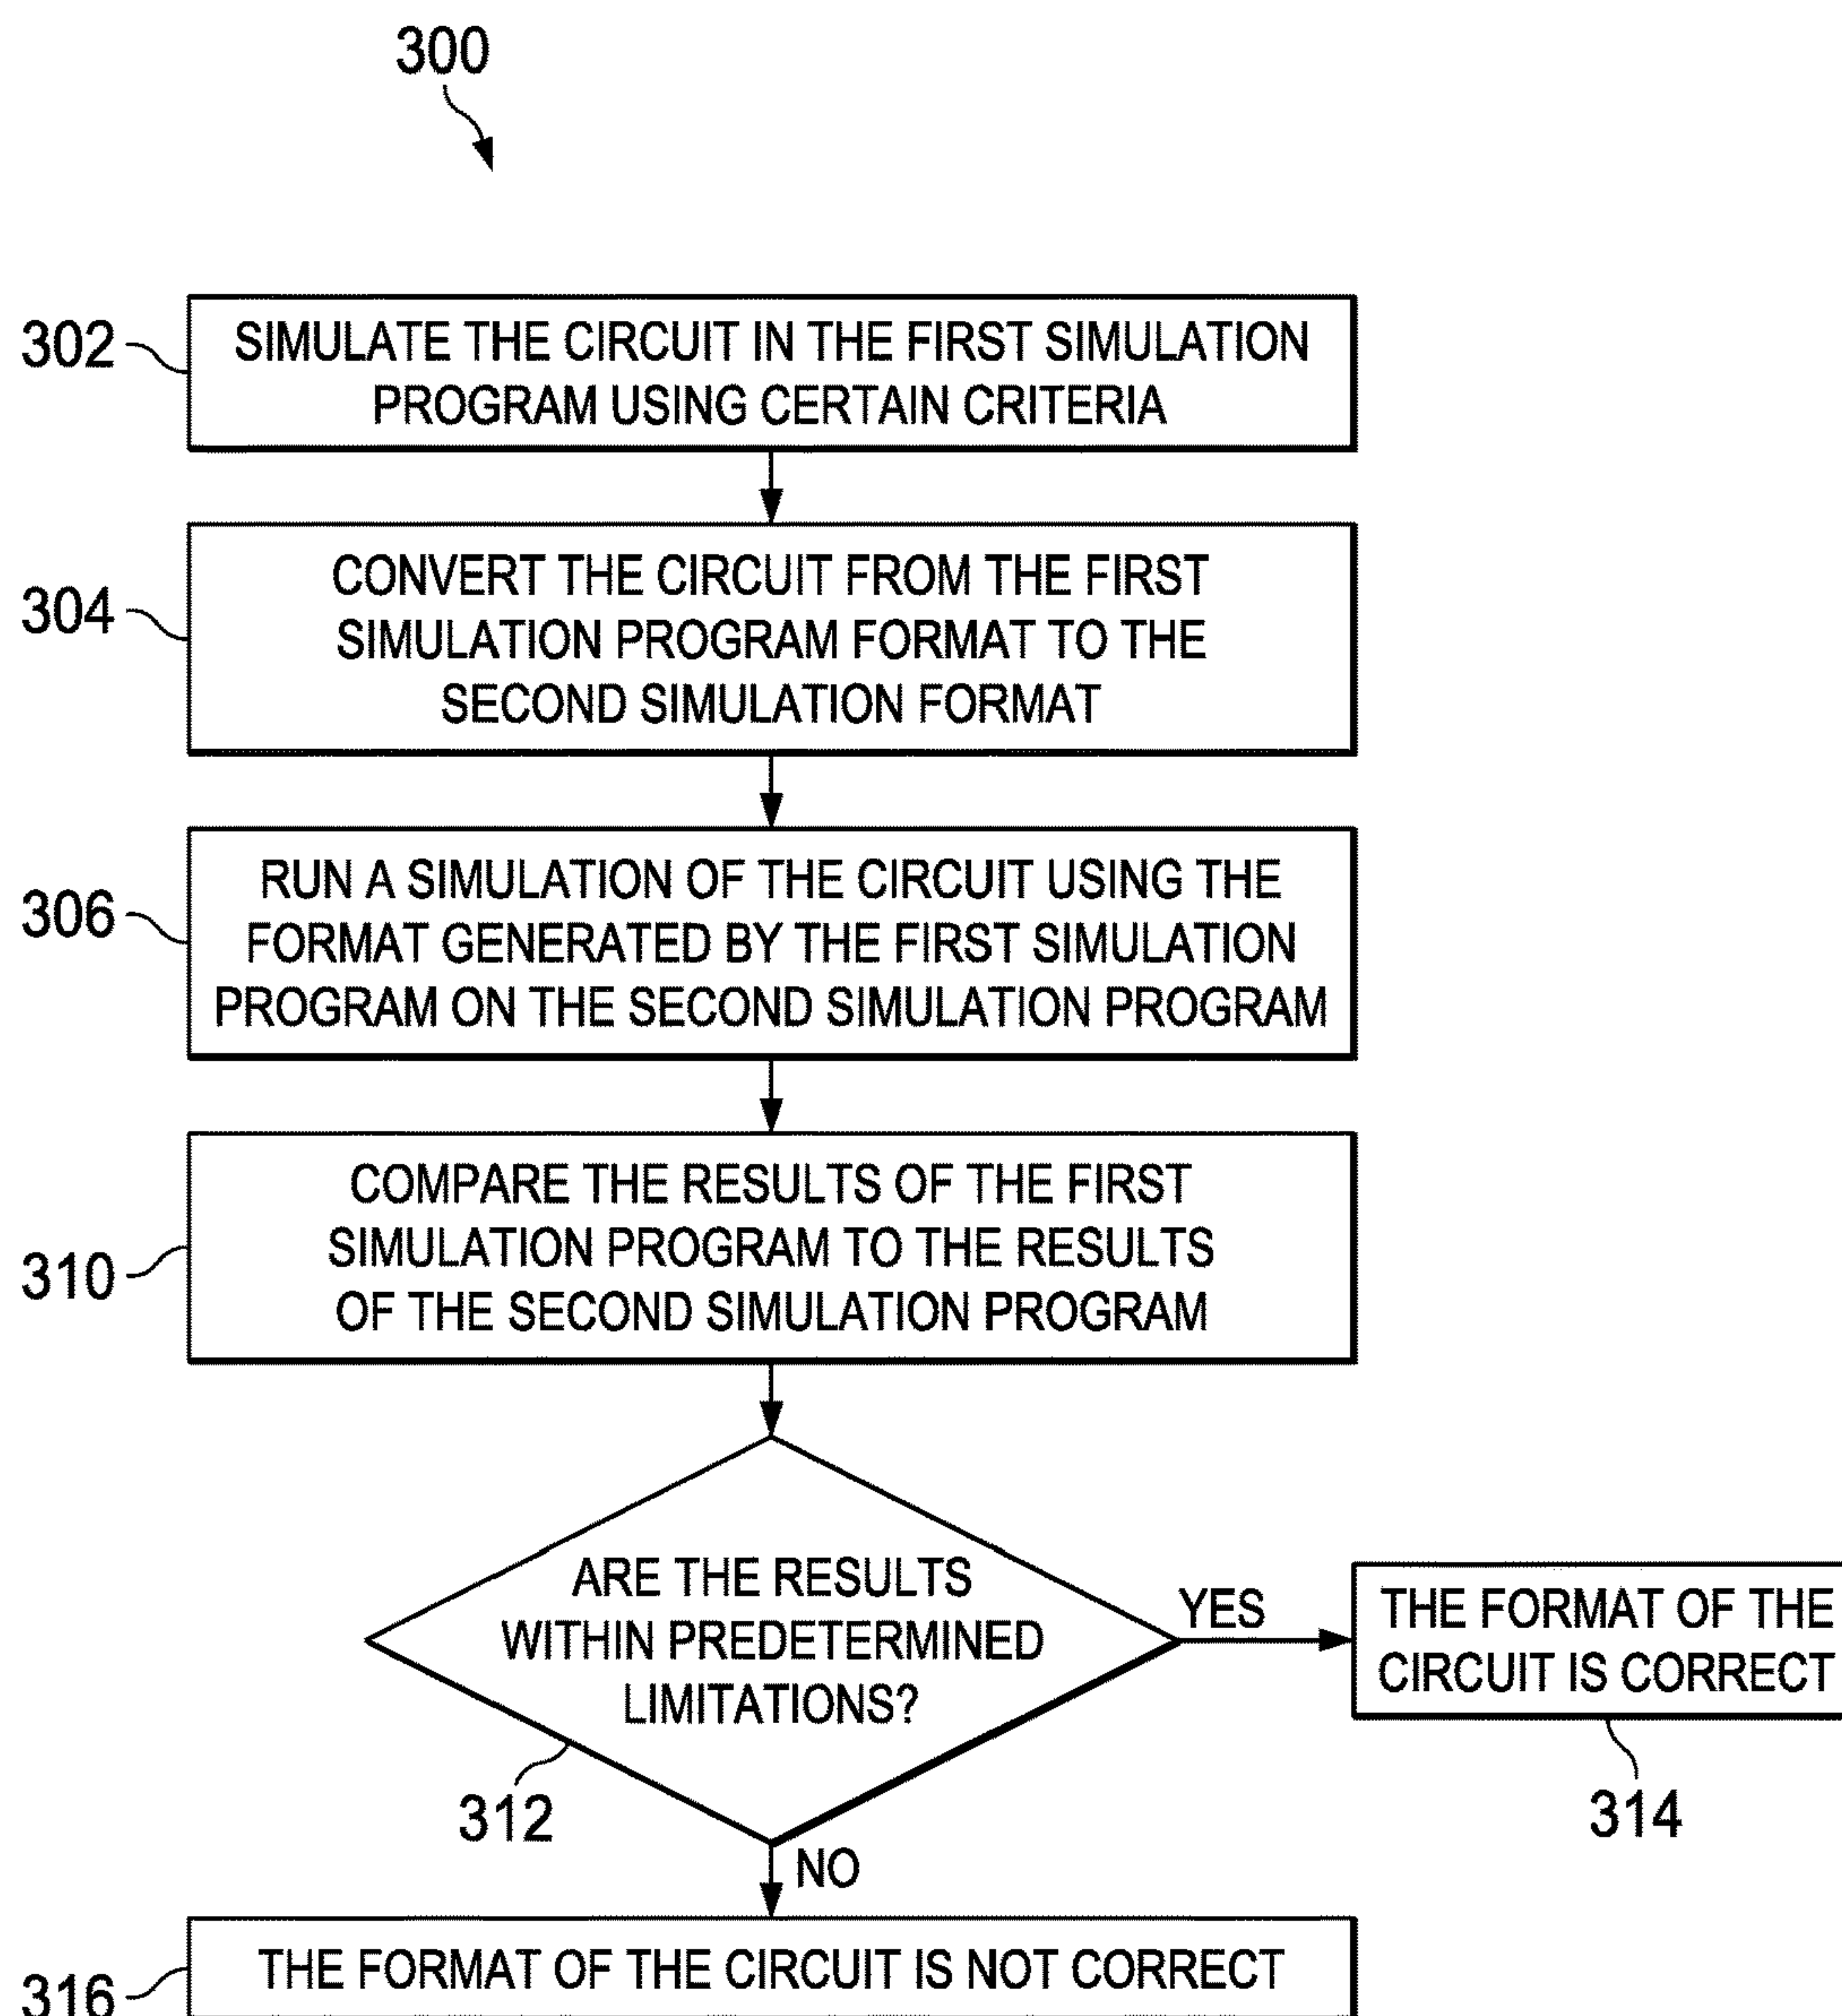 300
302
SIMULATE THE CIRCUIT IN THE FIRST SIMULATION
PROGRAM USING CERTAIN CRITERIA
304
CONVERT THE CIRCUIT FROM THE FIRST
SIMULATION PROGRAM FORMAT TO THE
SECOND SIMULATION FORMAT
306
RUN A SIMULATION OF THE CIRCUIT USING THE
FORMAT GENERATED BY THE FIRST SIMULATION
PROGRAM ON THE SECOND SIMULATION PROGRAM
310
COMPARE THE RESULTS OF THE FIRST
SIMULATION PROGRAM TO THE RESULTS
OF THE SECOND SIMULATION PROGRAM
ARE THE RESULTS
WITHIN PREDETERMINED
LIMITATIONS?
312
YES
THE FORMAT OF THE
CIRCUIT IS CORRECT
314
NO
316
THE FORMAT OF THE CIRCUIT IS NOT CORRECT